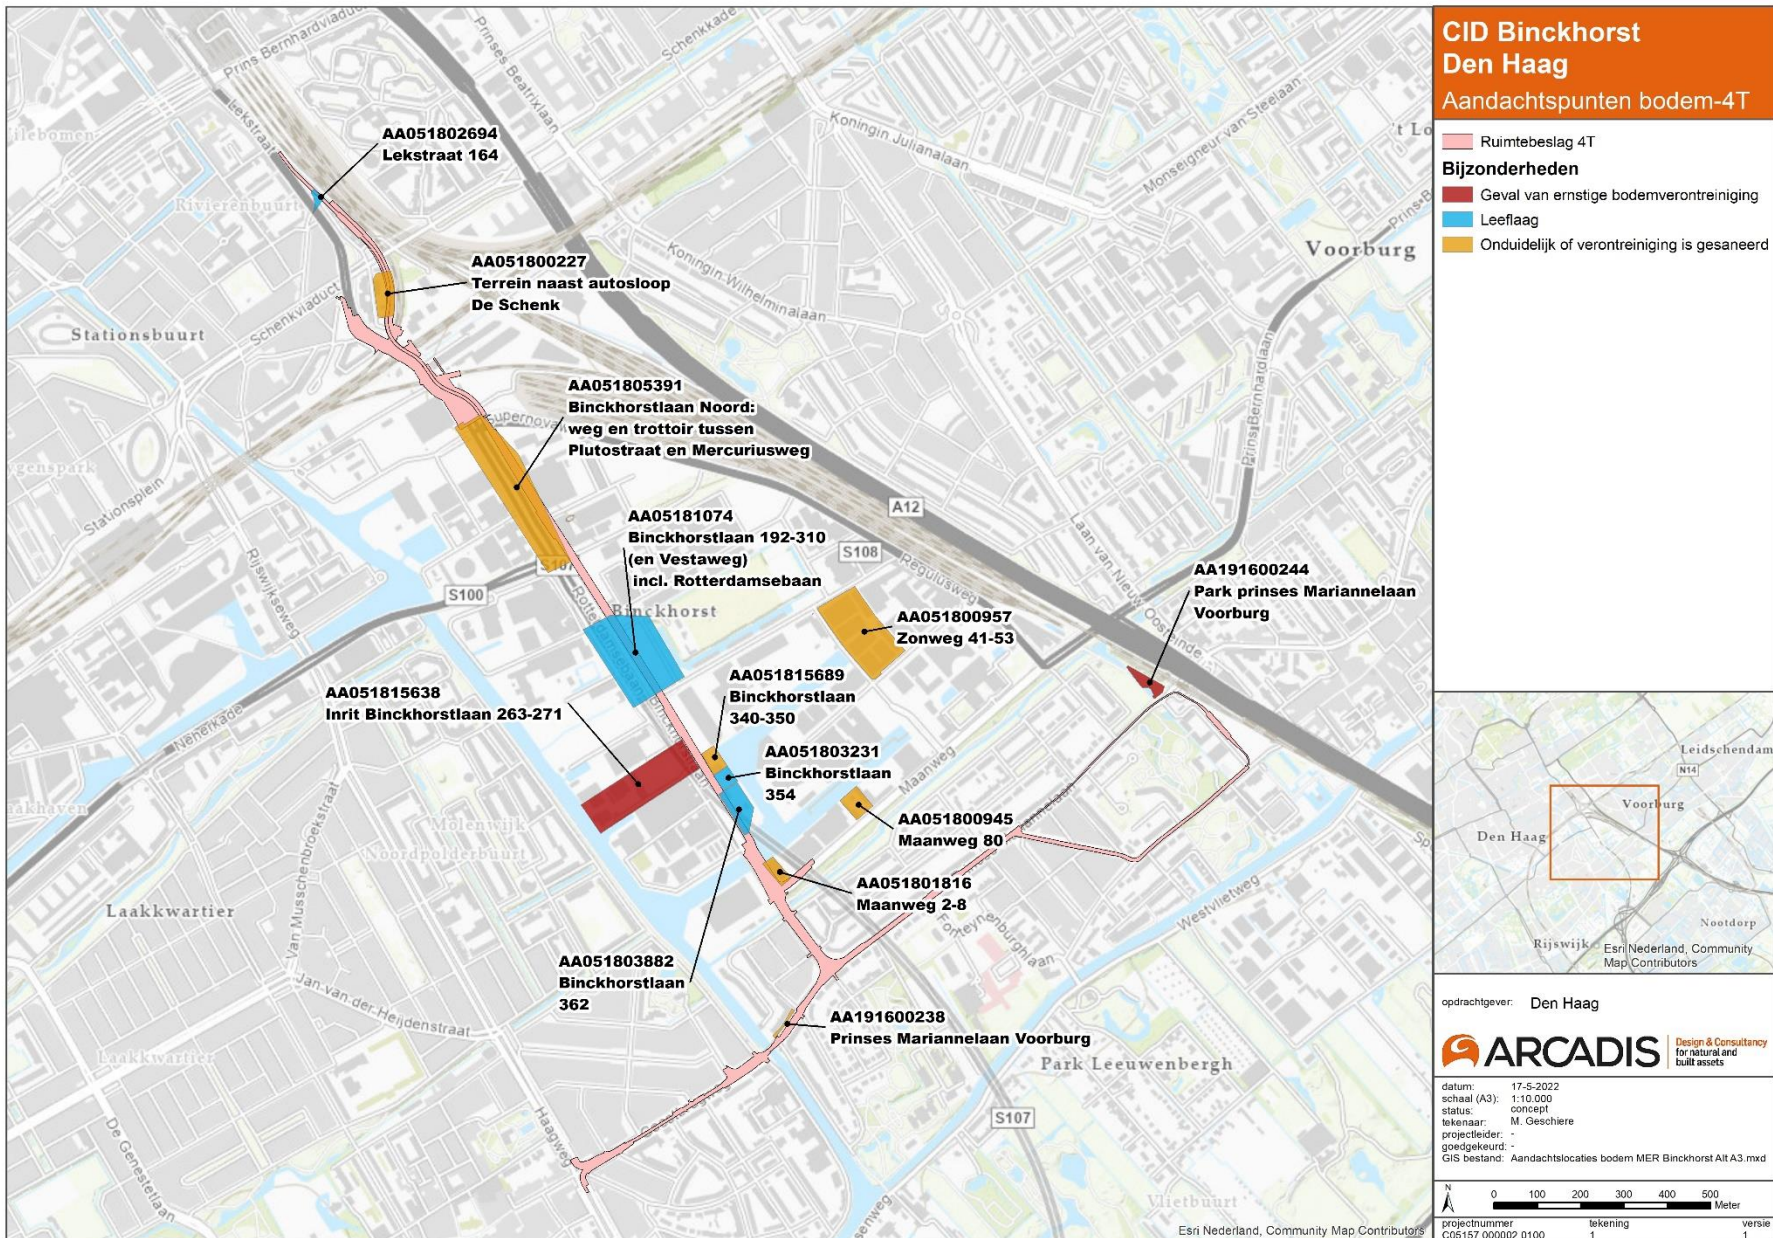 CID Binckhorst
Den Haag
Aandachtspunten bodem-4T
Ruimtebeslag 4T
Bijzonderheden
Geval van ernstige bodemverontreiniging
Leeflaag
Onduidelijk of verontreiniging is gesaneerd
AA051802694
Lekstraat 164
AA051800227
Terrein naast autosloop
De Schenk
AA051805391
Binckhorstlaan Noord:
weg en trottoir tussen
Plutostraat en Mercuriusweg
AA05181074
Binckhorstlaan 192-310
(en Vestaweg)
incl. Rotterdamsebaan
AA051800957
Zonweg 41-53
AA191600244
Park prinses Mariannelaan
Voorburg
AA051815689
Binckhorstlaan
340-350
AA051815638
Inrit Binckhorstlaan 263-271
AA051803231
Binckhorstlaan
354
AA051800945
Maanweg 80
AA051801816
Maanweg 2-8
AA051803882
Binckhorstlaan
362
AA191600238
Prinses Mariannelaan Voorburg
Prins Bernhardviaduct
Prinses Beatrixlaan
Schenkkade
Lekstraat
Rivierenbuurt
Koningin Julianalaan
Monseigneur van Steelaan
Koningin Wilhelminalaan
Voorburg
Schenkviaduct
Stationsbuurt
Supernova
Prins Bernhardlaan
Stationsplein
Rijswijkseweg
A12
S108
Regulusweg
Laan van Nieuw Oosteinde
S100
S107
Binckhorst
Rotterdamsebaan
Neherkade
Maanweg
Molenwijk
Laakkwartier
Van Musschenbroekstraat
Jan van der Heijdenstraat
Laakkwartier
Fonteynenburghlaan
Westvlietweg
Park Leeuwenbergh
S107
De Genestetlaan
Haagweg
Vlietbuurt
Esri Nederland, Community Map Contributors
Leidschendam
N14
Voorburg
Den Haag
Nootdorp
Rijswijk
Esri Nederland, Community
Map Contributors
opdrachtgever: Den Haag
ARCADIS
Design & Consultancy
for natural and
built assets
datum: 17-5-2022
schaal (A3): 1:10.000
status: concept
tekenaar: M. Geschiere
projectleider: -
goedgekeurd: -
GIS bestand: Aandachtslocaties bodem MER Binckhorst Alt A3.mxd
N
0 100 200 300 400 500
Meter
projectnummer tekening versie
C05157.000002.0100 1 1